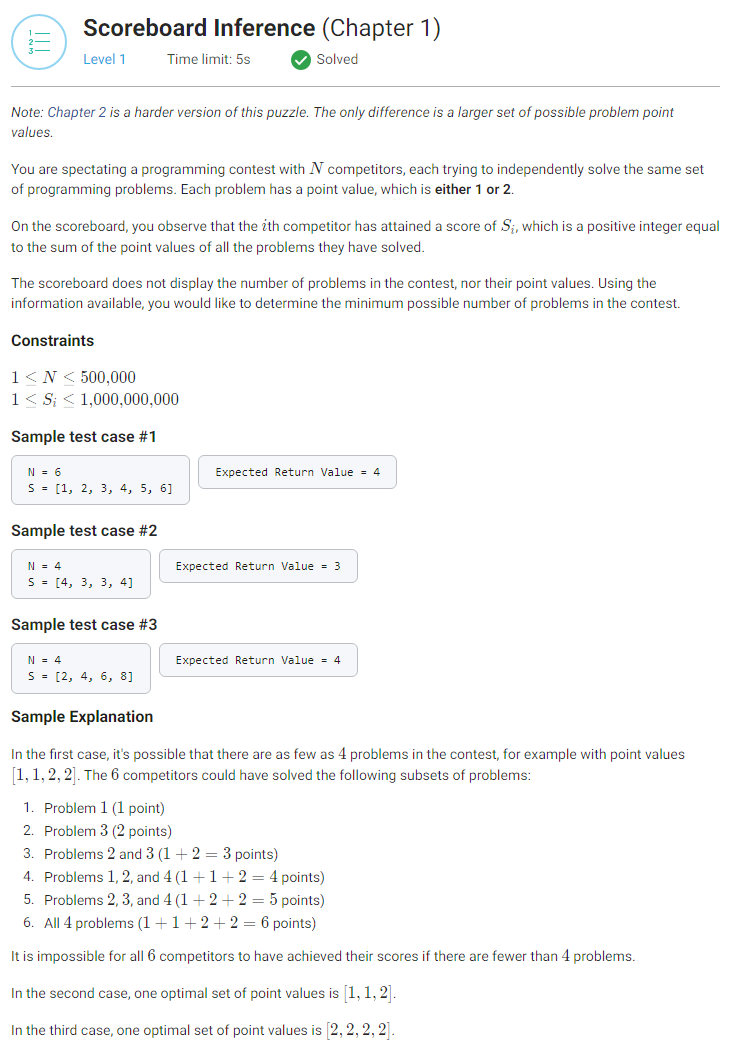 1
2
3
Scoreboard Inference (Chapter 1)
Level 1 Time limit: 5s Solved
Note: Chapter 2 is a harder version of this puzzle. The only difference is a larger set of possible problem point
values.
You are spectating a programming contest with N competitors, each trying to independently solve the same set
of programming problems. Each problem has a point value, which is either 1 or 2.
On the scoreboard, you observe that the ith competitor has attained a score of Sᵢ, which is a positive integer equal
to the sum of the point values of all the problems they have solved.
The scoreboard does not display the number of problems in the contest, nor their point values. Using the
information available, you would like to determine the minimum possible number of problems in the contest.
Constraints
1 ≤ N ≤ 500,000
1 ≤ Sᵢ ≤ 1,000,000,000
Sample test case #1
N = 6
S = [1, 2, 3, 4, 5, 6]
Expected Return Value = 4
Sample test case #2
N = 4
S = [4, 3, 3, 4]
Expected Return Value = 3
Sample test case #3
N = 4
S = [2, 4, 6, 8]
Expected Return Value = 4
Sample Explanation
In the first case, it's possible that there are as few as 4 problems in the contest, for example with point values
[1, 1, 2, 2]. The 6 competitors could have solved the following subsets of problems:
1. Problem 1 (1 point)
2. Problem 3 (2 points)
3. Problems 2 and 3 (1 + 2 = 3 points)
4. Problems 1, 2, and 4 (1 + 1 + 2 = 4 points)
5. Problems 2, 3, and 4 (1 + 2 + 2 = 5 points)
6. All 4 problems (1 + 1 + 2 + 2 = 6 points)
It is impossible for all 6 competitors to have achieved their scores if there are fewer than 4 problems.
In the second case, one optimal set of point values is [1, 1, 2].
In the third case, one optimal set of point values is [2, 2, 2, 2].